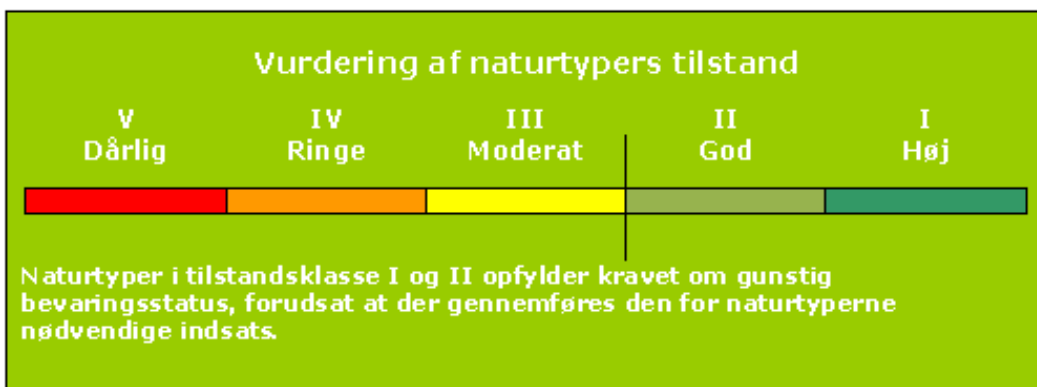 Vurdering af naturtypers tilstand
V IV III II I
Dårlig Ringe Moderat God Høj
Naturtyper i tilstandsklasse I og II opfylder kravet om gunstig
bevaringsstatus, forudsat at der gennemføres den for naturtyperne
nødvendige indsats.